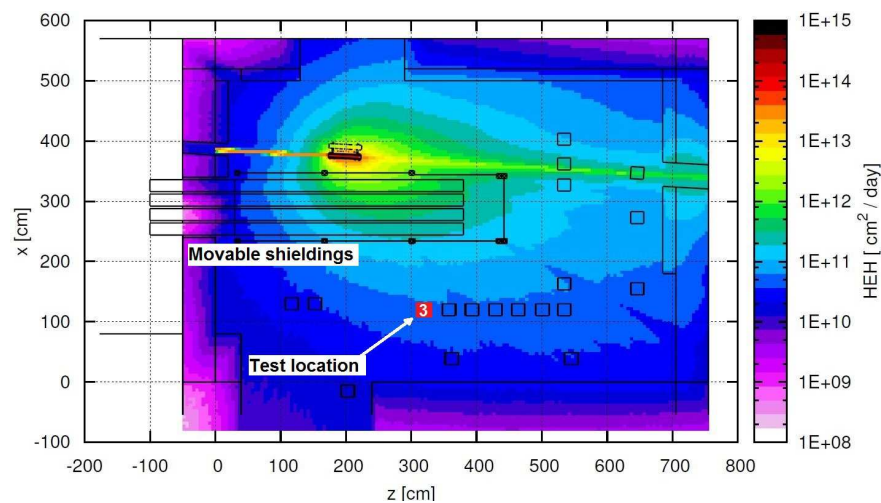 600
500
400
300
200
100
0
-100
x [cm]
-200
-100
0
100
200
300
400
500
600
700
800
z [cm]
Movable shieldings
3
Test location
1E+15
1E+14
1E+13
1E+12
1E+11
1E+10
1E+09
1E+08
HEH [ cm² / day]